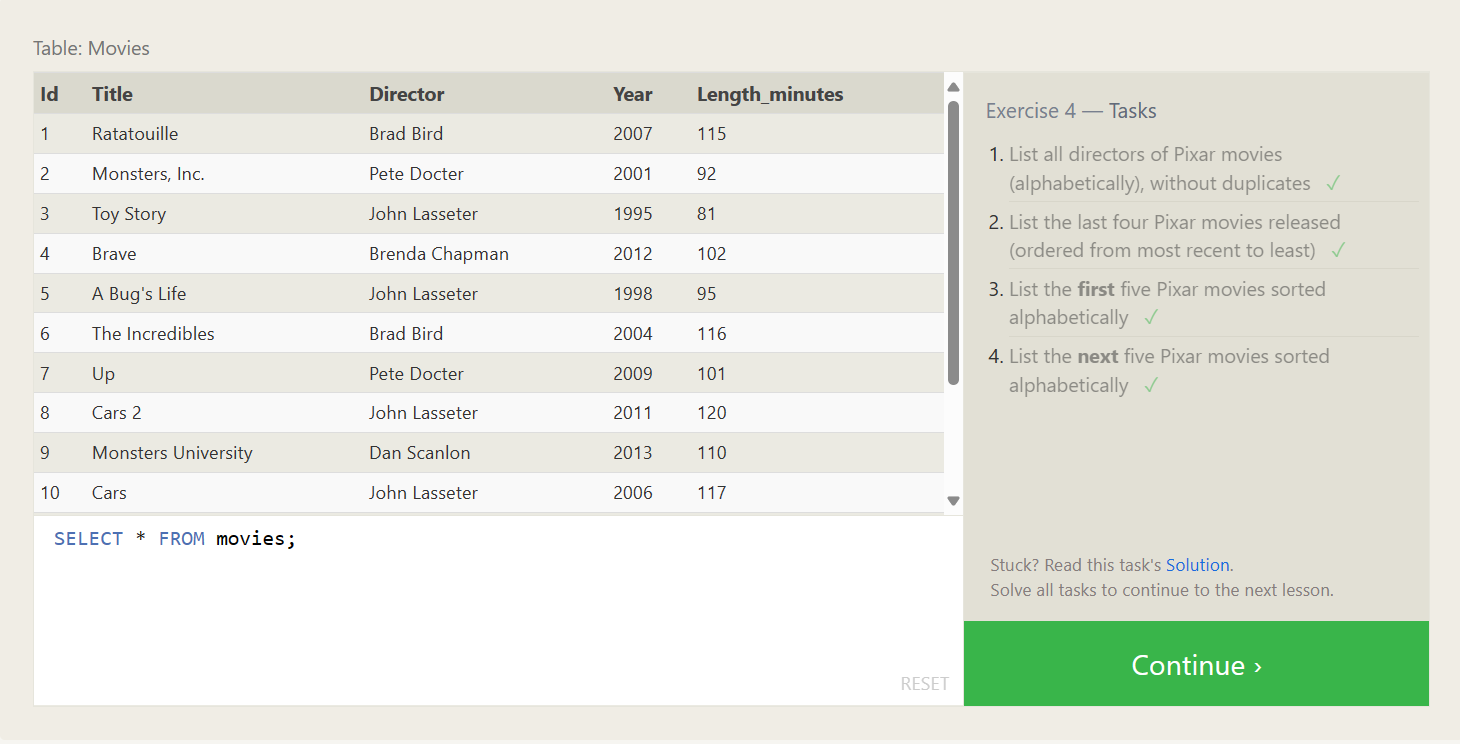 Table: Movies
Id Title Director Year Length_minutes
1 Ratatouille Brad Bird 2007 115
2 Monsters, Inc. Pete Docter 2001 92
3 Toy Story John Lasseter 1995 81
4 Brave Brenda Chapman 2012 102
5 A Bug's Life John Lasseter 1998 95
6 The Incredibles Brad Bird 2004 116
7 Up Pete Docter 2009 101
8 Cars 2 John Lasseter 2011 120
9 Monsters University Dan Scanlon 2013 110
10 Cars John Lasseter 2006 117
SELECT * FROM movies;
RESET
Exercise 4 — Tasks
1. List all directors of Pixar movies
(alphabetically), without duplicates ✓
2. List the last four Pixar movies released
(ordered from most recent to least) ✓
3. List the first five Pixar movies sorted
alphabetically ✓
4. List the next five Pixar movies sorted
alphabetically ✓
Stuck? Read this task's Solution.
Solve all tasks to continue to the next lesson.
Continue ›